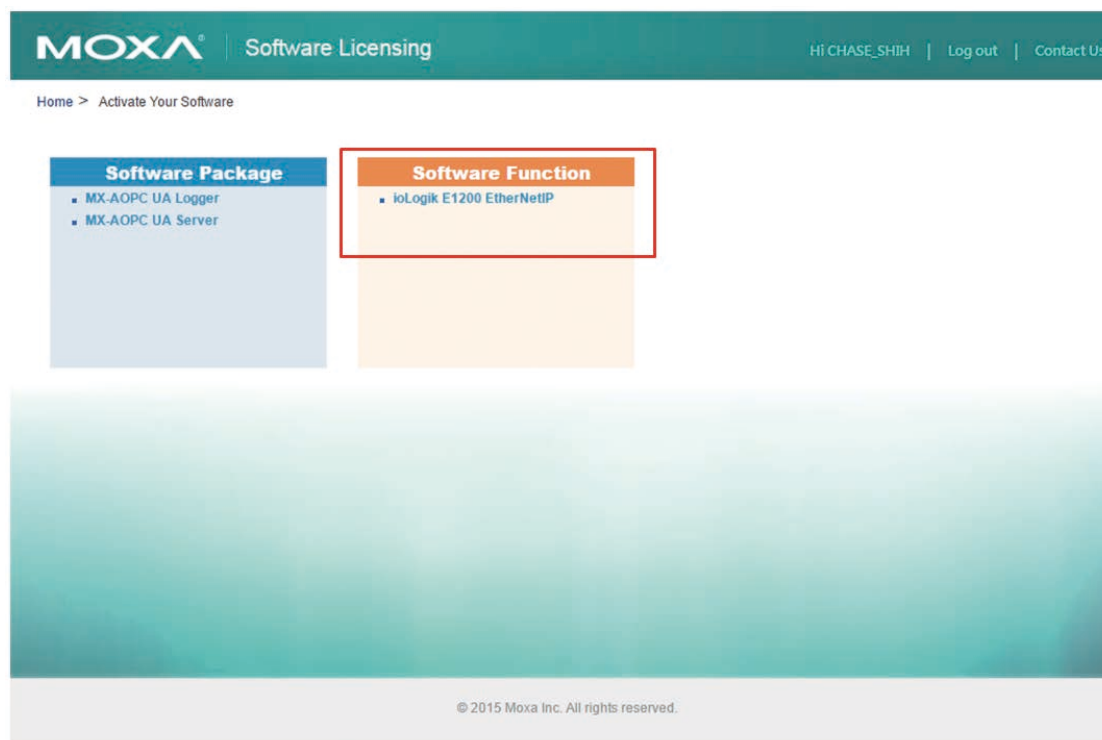 MOXA® Software Licensing Hi CHASE_SHIH | Log out | Contact Us
Home > Activate Your Software
Software Package
MX-AOPC UA Logger
MX-AOPC UA Server
Software Function
ioLogik E1200 EtherNetIP
© 2015 Moxa Inc. All rights reserved.